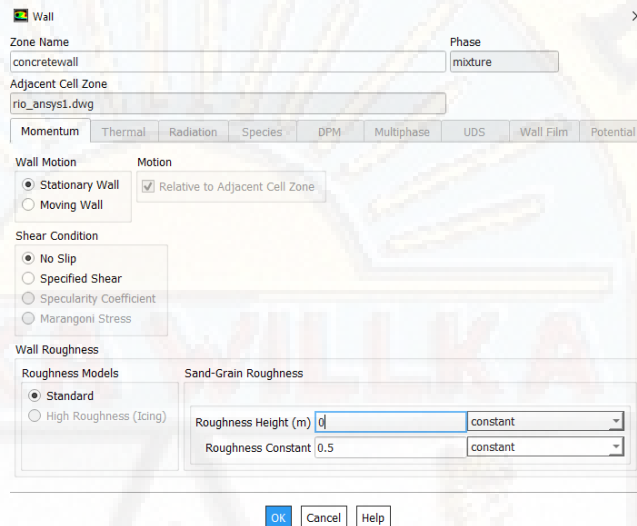 Wall
Zone Name Phase
concretewall mixture
Adjacent Cell Zone
rio_ansys1.dwg
Momentum Thermal Radiation Species DPM Multiphase UDS Wall Film Potential
Wall Motion Motion
Stationary Wall Relative to Adjacent Cell Zone
Moving Wall
Shear Condition
No Slip
Specified Shear
Specularity Coefficient
Marangoni Stress
Wall Roughness
Roughness Models Sand-Grain Roughness
Standard
High Roughness (Icing)
Roughness Height (m) 0 constant
Roughness Constant 0.5 constant
OK Cancel Help